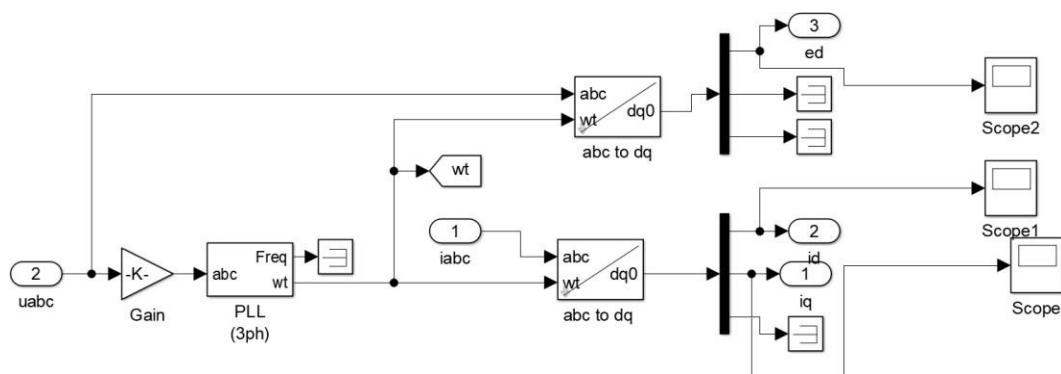 3
ed
abc
wt
dq0
abc to dq
Scope2
wt
1
iabc
abc
wt
dq0
abc to dq
2
id
Scope1
1
iq
Scope
2
uabc
-K-
Gain
abc
Freq
wt
PLL
(3ph)